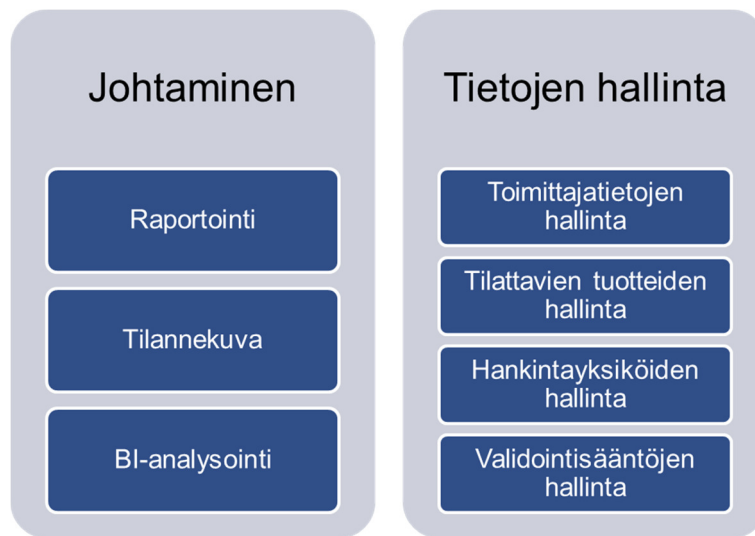 Johtaminen
Raportointi
Tilannekuva
BI-analysointi
Tietojen hallinta
Toimittajatietojen
hallinta
Tilattavien tuotteiden
hallinta
Hankintayksiköiden
hallinta
Validointisääntöjen
hallinta